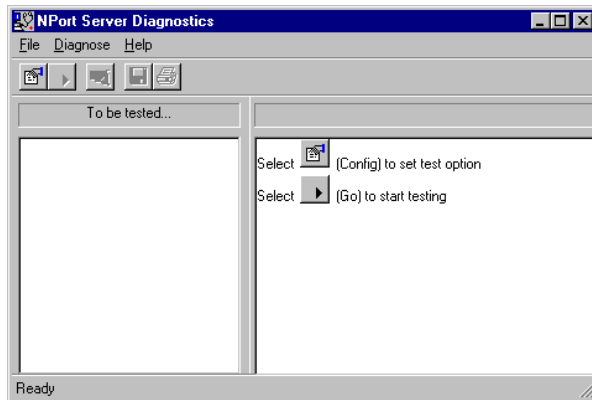 NPort Server Diagnostics
File Diagnose Help
To be tested...
Select (Config) to set test option
Select (Go) to start testing
Ready